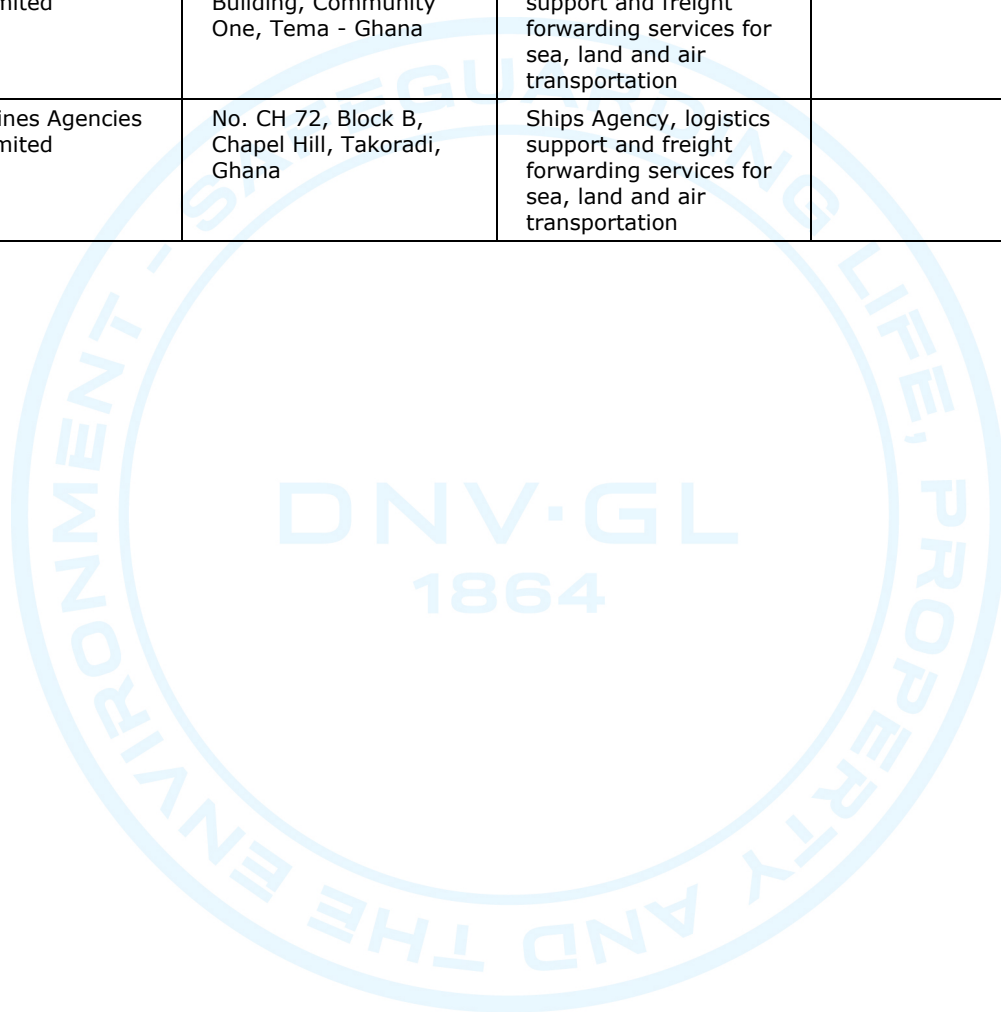 Building, Community
support and freight
One, Tema - Ghana
forwarding services for
sea, land and air
transportation
Agencies
No. CH 72, Block B,
Chapel Hill, Takoradi,
Ghana
Ships Agency, logistics
support and freight
forwarding services for
sea, land and air
transportation
SAFEGUARDING LIFE, PROPERTY AND THE ENVIRONMENT -
DNV·GL
1864